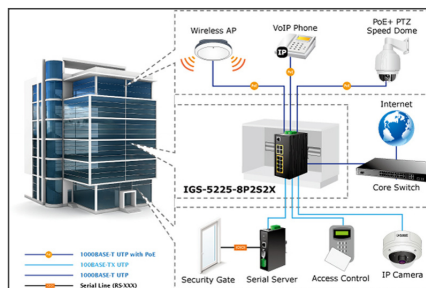 Wireless AP
VoIP Phone
PoE+ PTZ
Speed Dome
IP
Internet
IGS-5225-8P2S2X
Core Switch
Security Gate
Serial Server
Access Control
IP Camera
1000BASE-T UTP with PoE
100BASE-TX UTP
1000BASE-T UTP
Serial Line (RS-XXX)